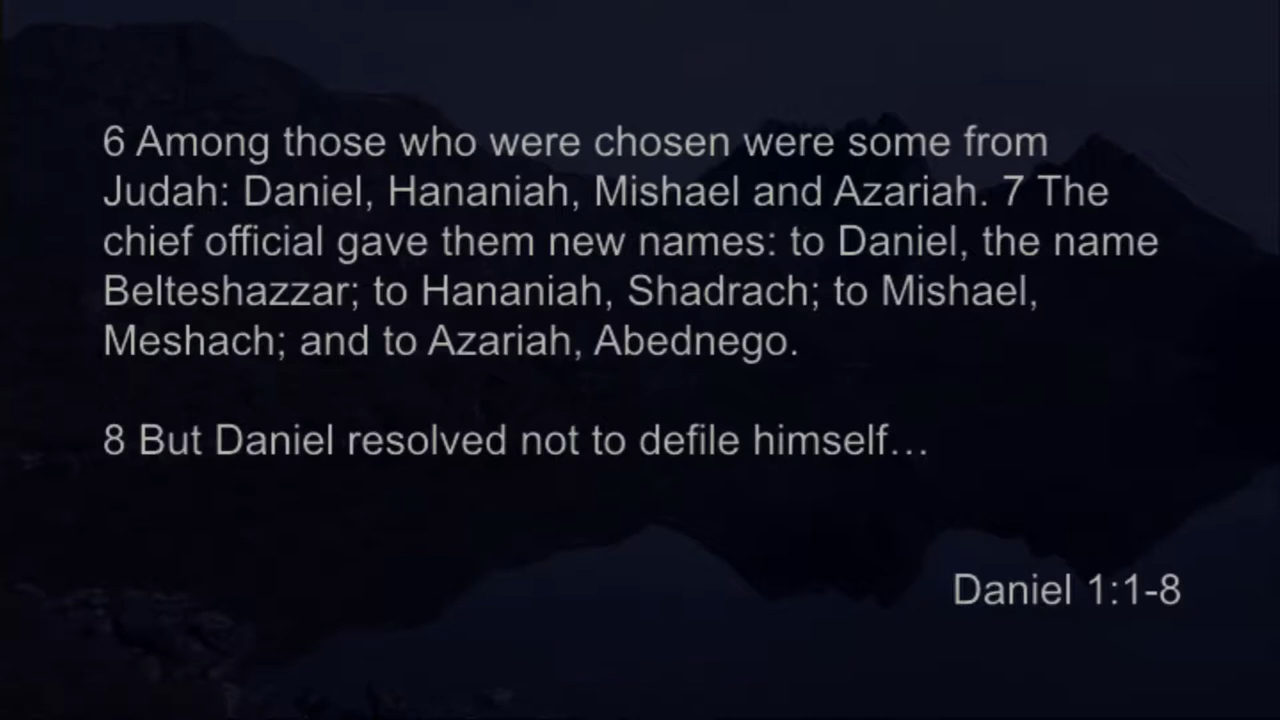 6 Among those who were chosen were some from
Judah: Daniel, Hananiah, Mishael and Azariah. 7 The
chief official gave them new names: to Daniel, the name
Belteshazzar; to Hananiah, Shadrach; to Mishael,
Meshach; and to Azariah, Abednego.
8 But Daniel resolved not to defile himself…
Daniel 1:1-8